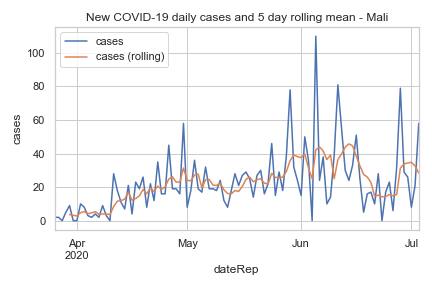 New COVID-19 daily cases and 5 day rolling mean - Mali
cases
cases (rolling)
cases
100
80
60
40
20
0
Apr
2020
May
Jun
Jul
dateRep